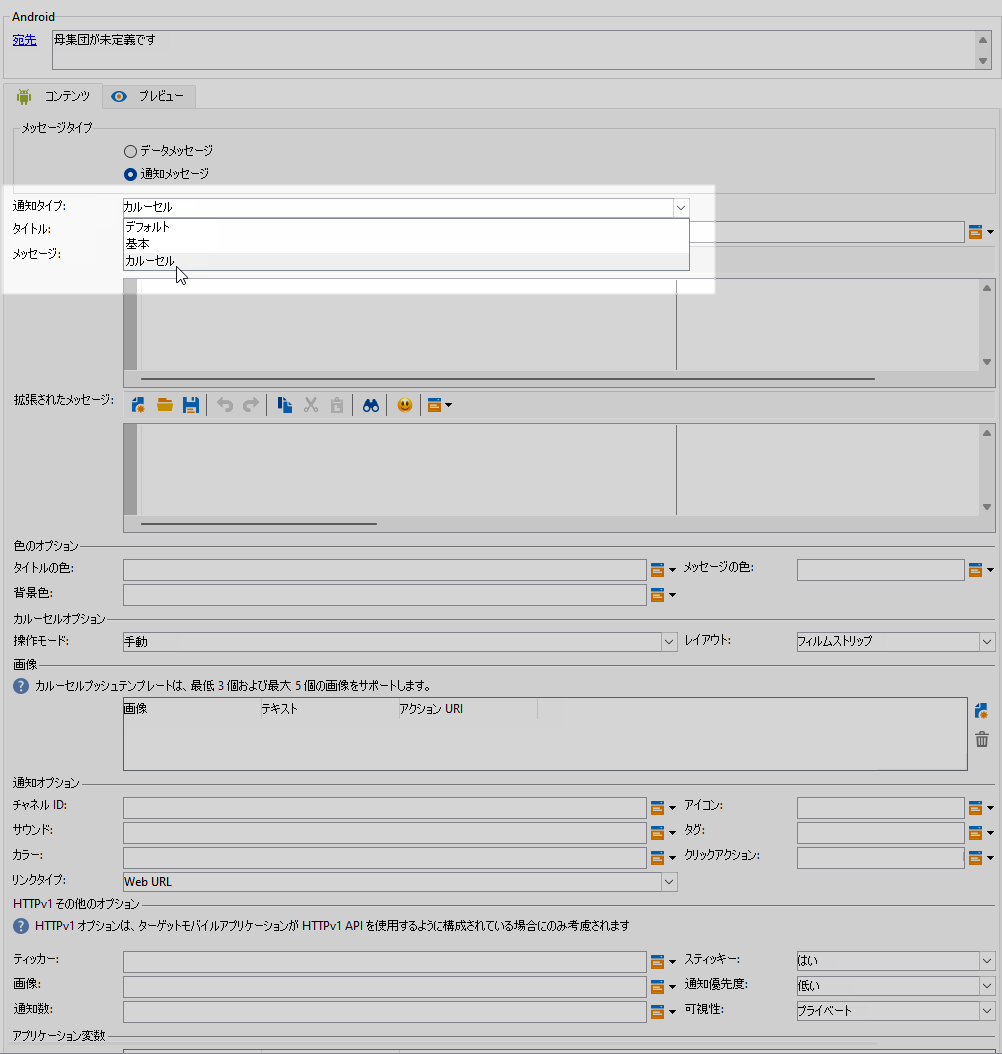 Android
宛先 母集団が未定義です
コンテンツ プレビュー
メッセージタイプ
データメッセージ
通知メッセージ
通知タイプ: カルーセル
タイトル: デフォルト
基本
メッセージ: カルーセル
拡張されたメッセージ:
色のオプション
タイトルの色: メッセージの色:
背景色:
カルーセルオプション
操作モード: 手動 レイアウト: フィルムストリップ
画像
カルーセルプッシュテンプレートは、最低 3 個および最大 5 個の画像をサポートします。
画像 テキスト アクション URI
通知オプション
チャネル ID: アイコン:
サウンド: タグ:
カラー: クリックアクション:
リンクタイプ: Web URL
HTTPv1 その他のオプション
HTTPv1 オプションは、ターゲットモバイルアプリケーションが HTTPv1 API を使用するように構成されている場合にのみ考慮されます
ティッカー: スティッキー: はい
画像: 通知優先度: 低い
通知数: 可視性: プライベート
アプリケーション変数